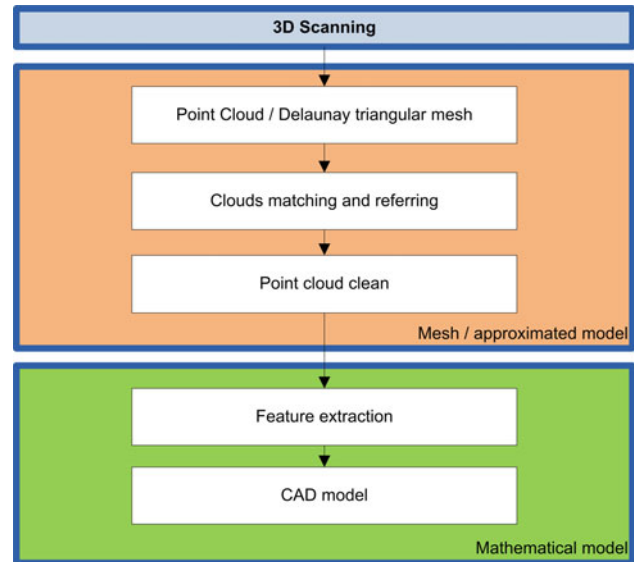 3D Scanning
Point Cloud / Delaunay triangular mesh
Clouds matching and referring
Point cloud clean
Mesh / approximated model
Feature extraction
CAD model
Mathematical model